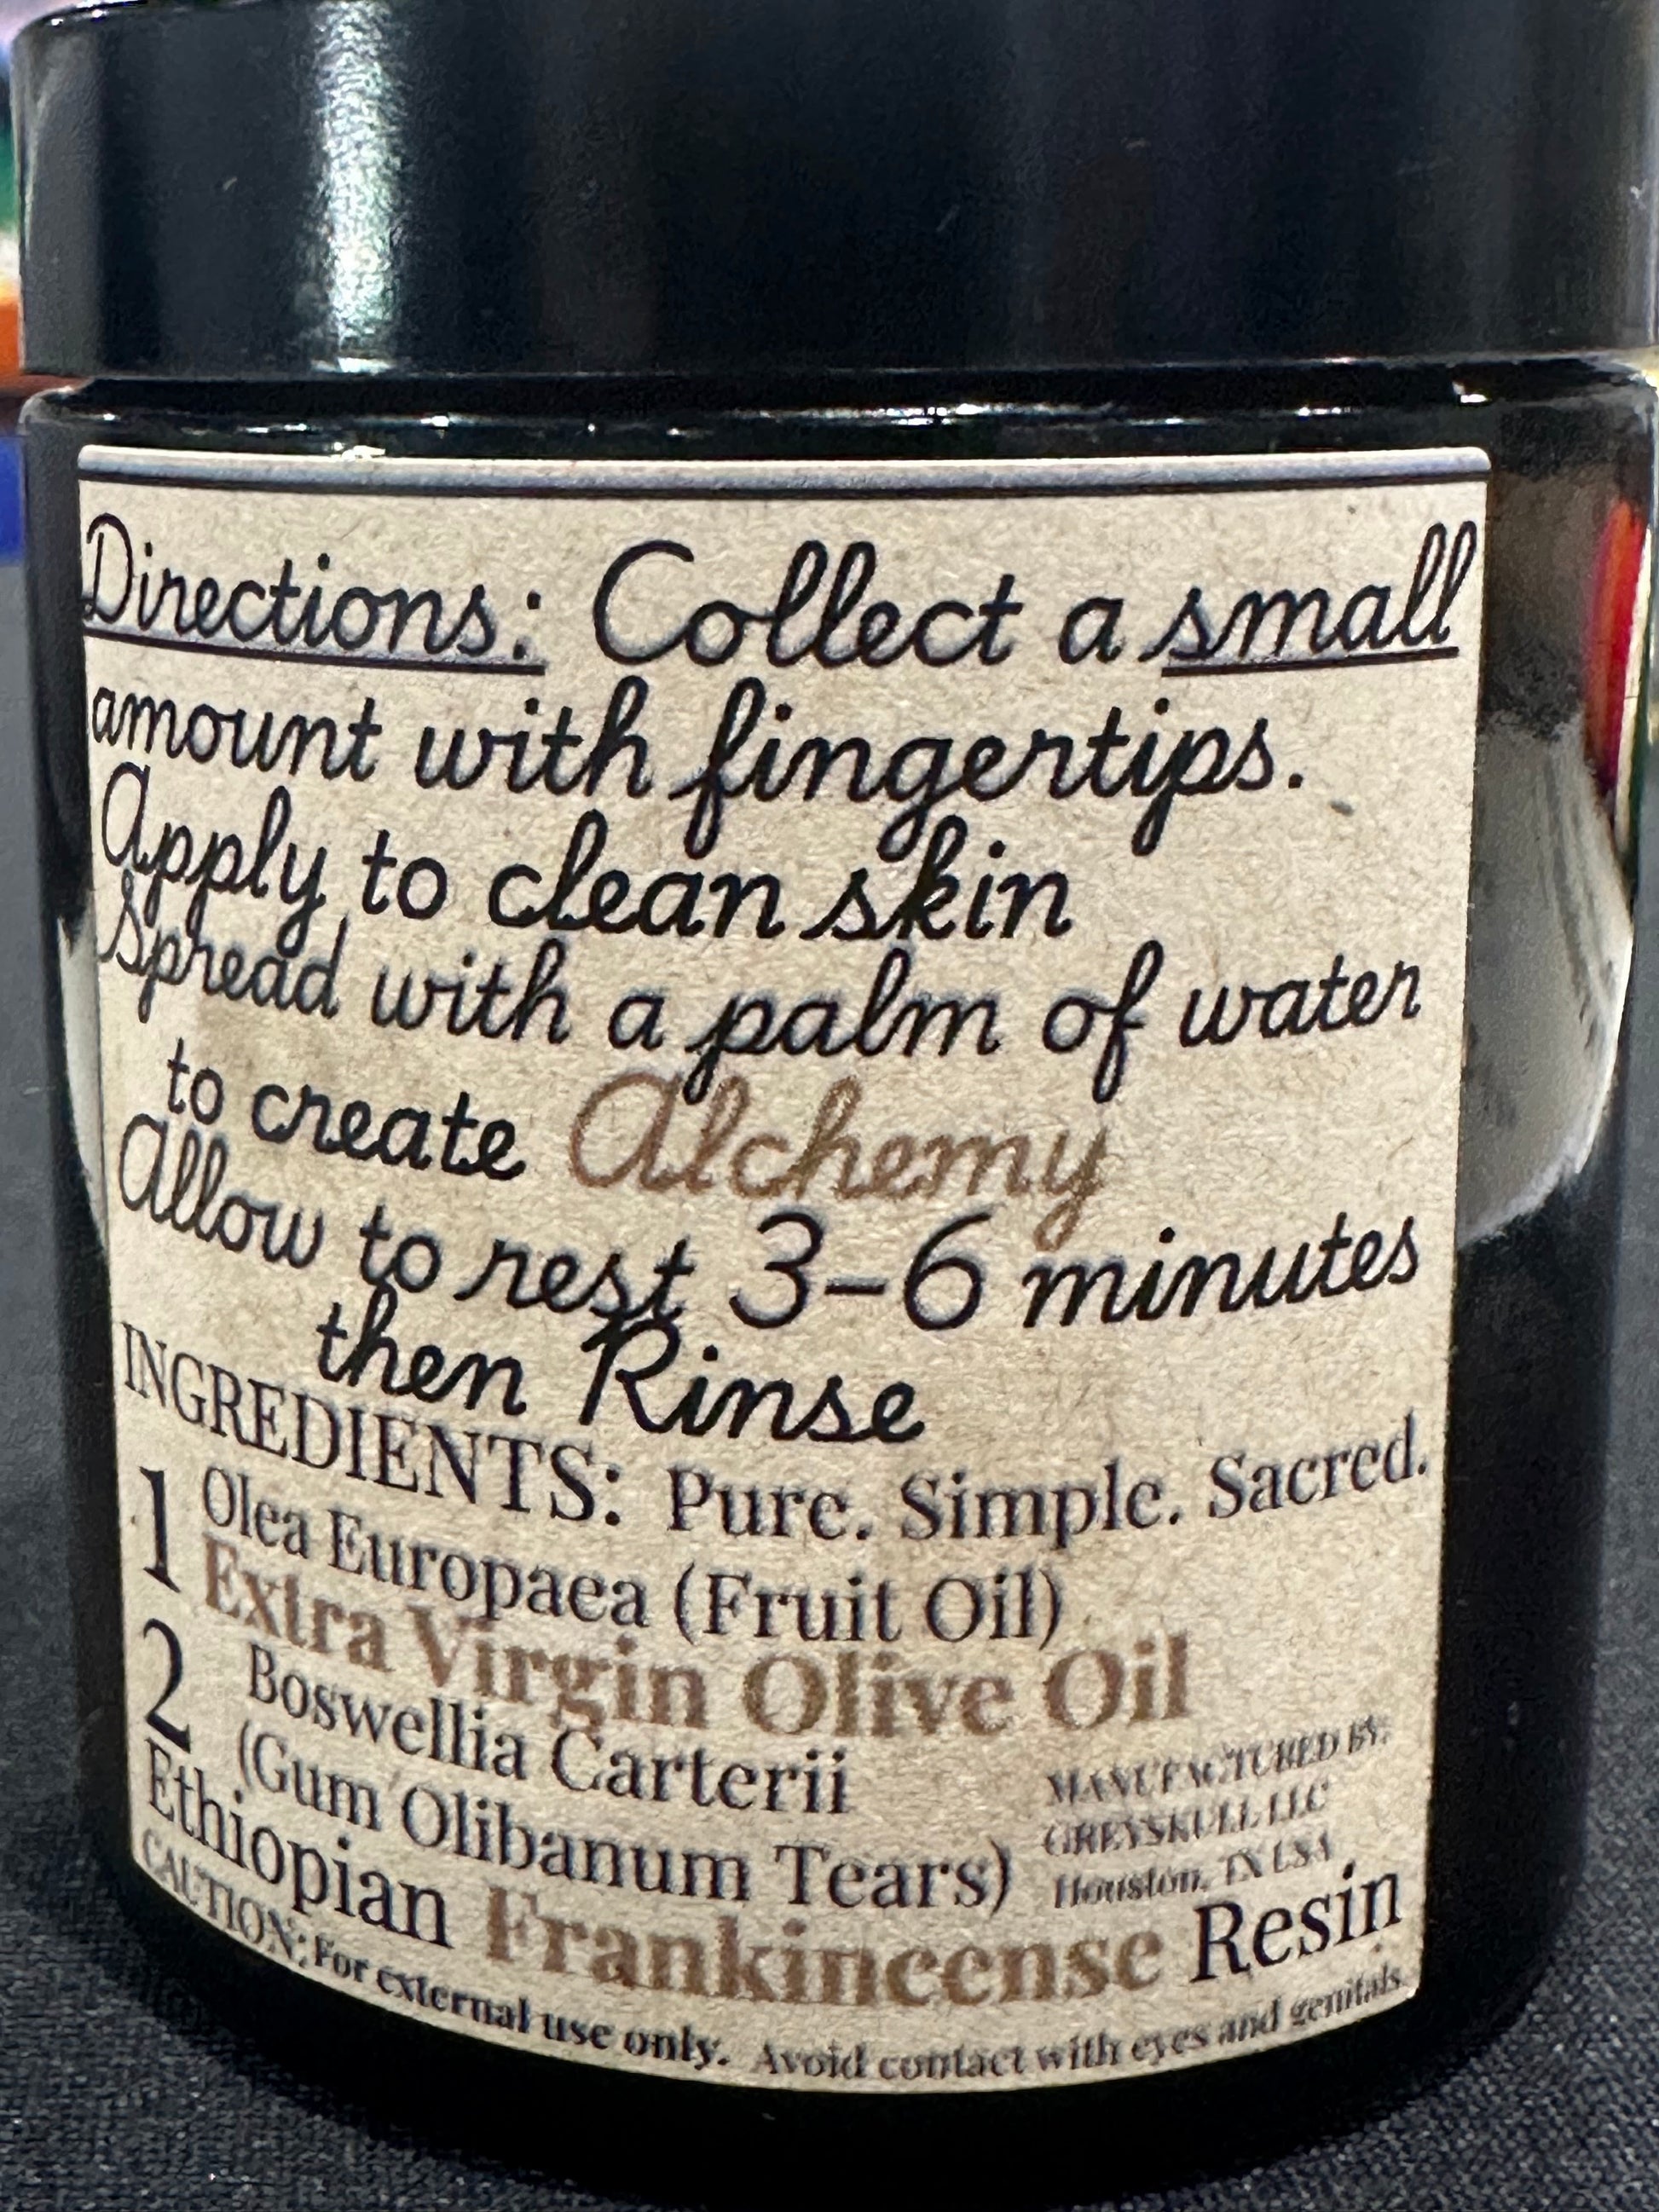 Directions: Collect a small
amount with fingertips.
Apply to clean skin
Spread with a palm of water
to create Alchemy
Allow to rest 3-6 minutes
then Rinse
INGREDIENTS: Pure. Simple. Sacred.
1 Olea Europaea (Fruit Oil)
Extra Virgin Olive Oil
2 Boswellia Carterii
(Gum Olibanum Tears)
MANUFACTURED BY:
GREYSKULL LLC
Houston, TX USA
Ethiopian Frankincense Resin
CAUTION: For external use only. Avoid contact with eyes and genitals.